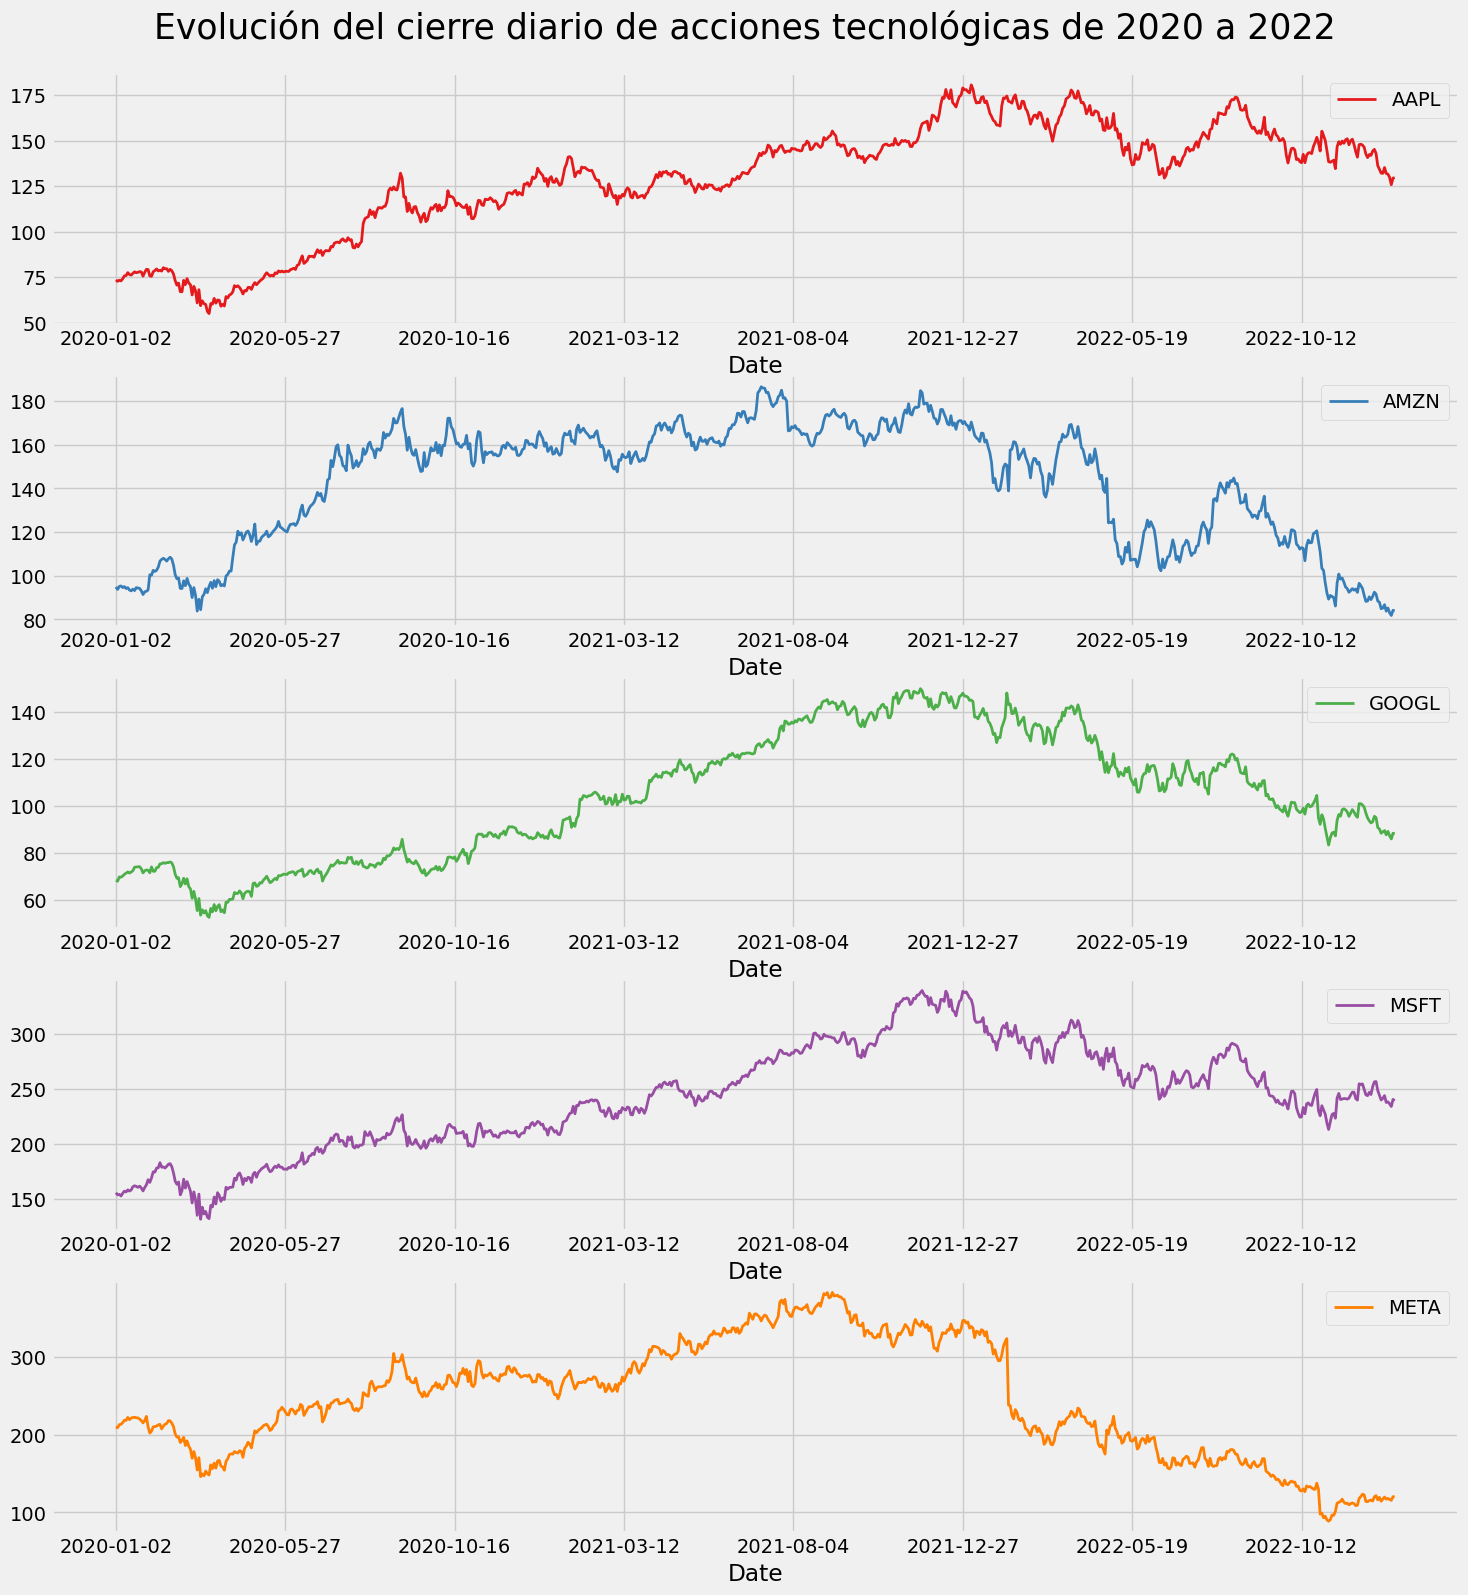 Evolución del cierre diario de acciones tecnológicas de 2020 a 2022
AAPL
175
150
125
100
75
50
2020-01-02 2020-05-27 2020-10-16 2021-03-12 2021-08-04 2021-12-27 2022-05-19 2022-10-12
Date
AMZN
180
160
140
120
100
80
2020-01-02 2020-05-27 2020-10-16 2021-03-12 2021-08-04 2021-12-27 2022-05-19 2022-10-12
Date
GOOGL
140
120
100
80
60
2020-01-02 2020-05-27 2020-10-16 2021-03-12 2021-08-04 2021-12-27 2022-05-19 2022-10-12
Date
MSFT
300
250
200
150
2020-01-02 2020-05-27 2020-10-16 2021-03-12 2021-08-04 2021-12-27 2022-05-19 2022-10-12
Date
META
300
200
100
2020-01-02 2020-05-27 2020-10-16 2021-03-12 2021-08-04 2021-12-27 2022-05-19 2022-10-12
Date